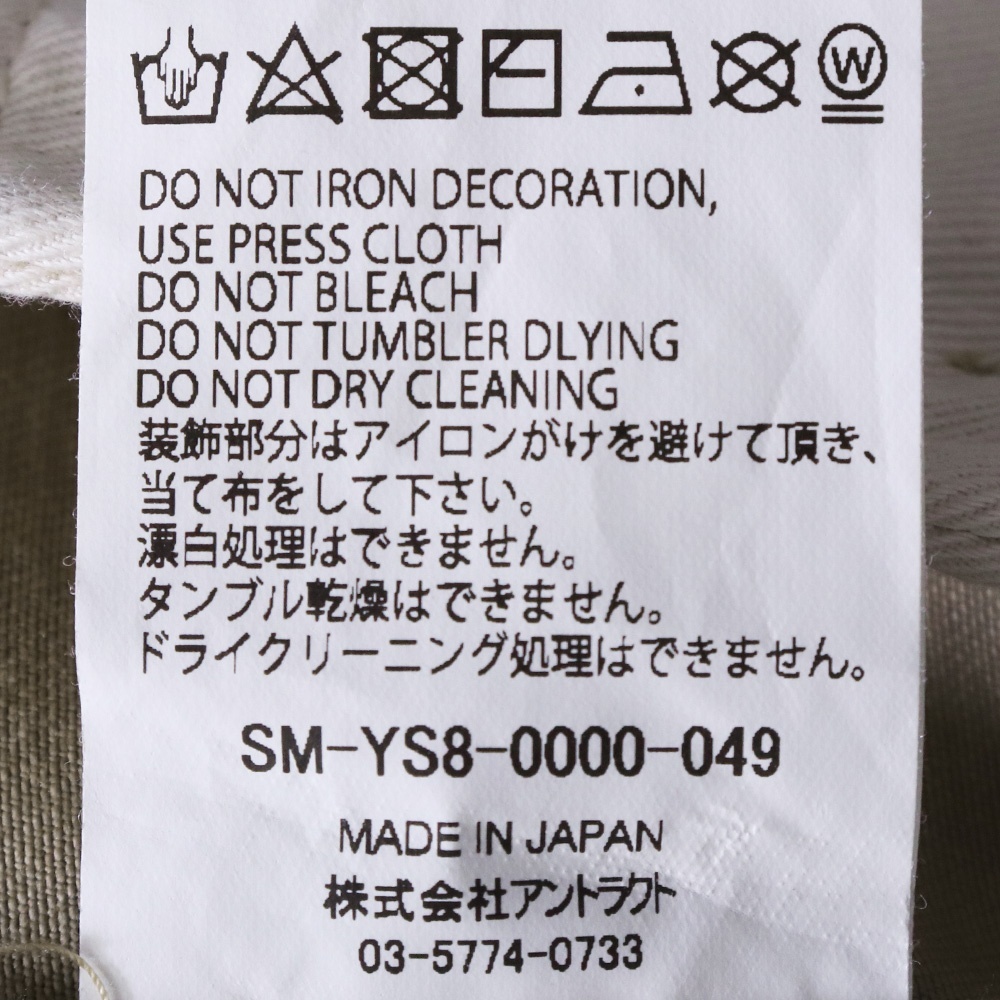 W
DO NOT IRON DECORATION,
USE PRESS CLOTH
DO NOT BLEACH
DO NOT TUMBLER DLYING
DO NOT DRY CLEANING
装飾部分はアイロンがけを避けて頂き、
当て布をして下さい。
漂白処理はできません。
タンブル乾燥はできません。
ドライクリーニング処理はできません。
SM-YS8-0000-049
MADE IN JAPAN
株式会社アントラクト
03-5774-0733